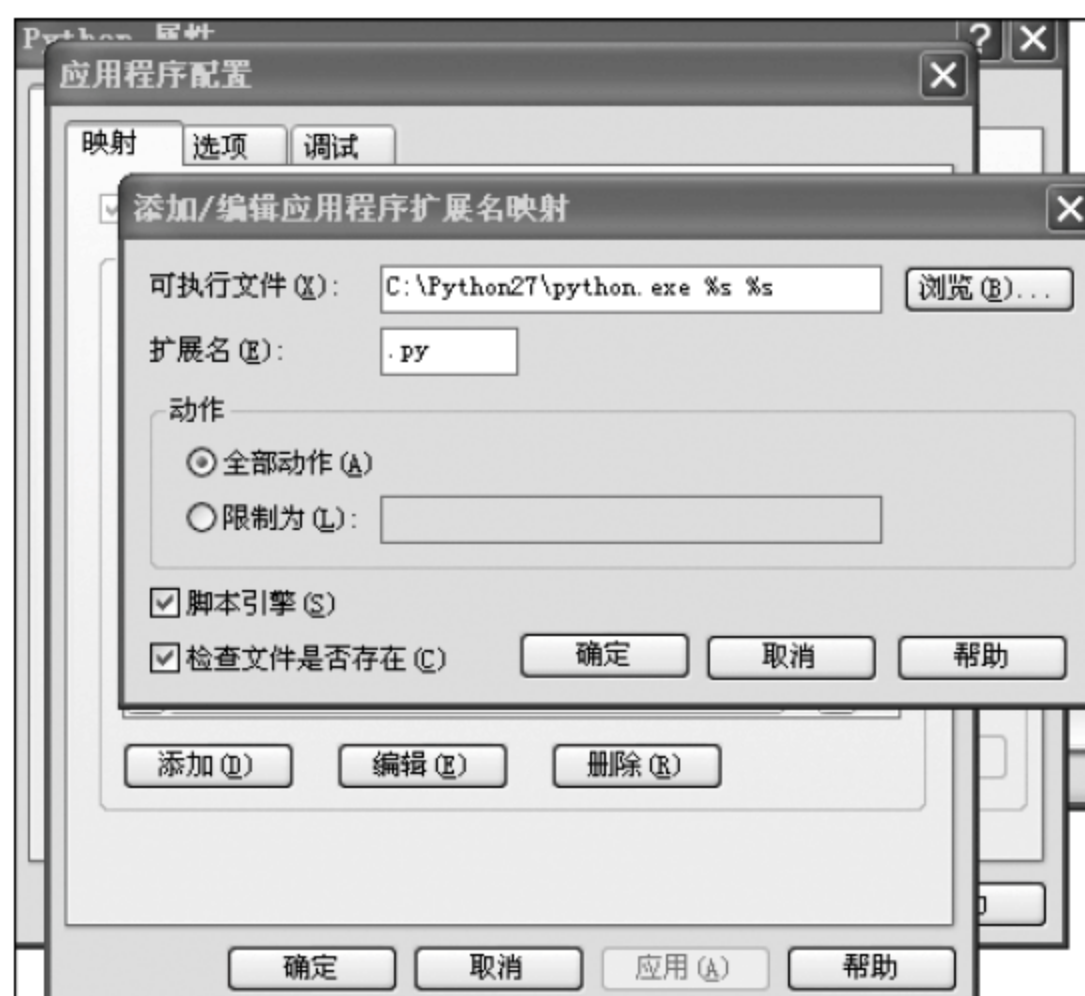 Python 属性
应用程序配置
映射 选项 调试
添加/编辑应用程序扩展名映射
可执行文件(X): C:\Python27\python.exe %s %s 浏览(B)...
扩展名(E): .py
动作
全部动作(A)
限制为(L):
脚本引擎(S)
检查文件是否存在(C) 确定 取消 帮助
添加(D) 编辑(E) 删除(R)
确定 取消 应用(A) 帮助